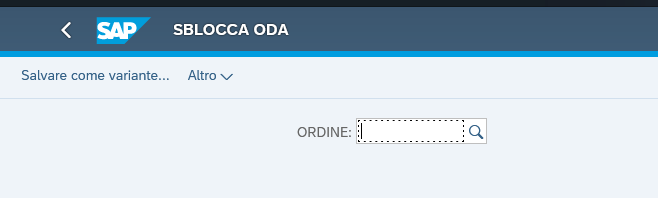 SAP SBLOCCA ODA
Salvare come variante... Altro
ORDINE: